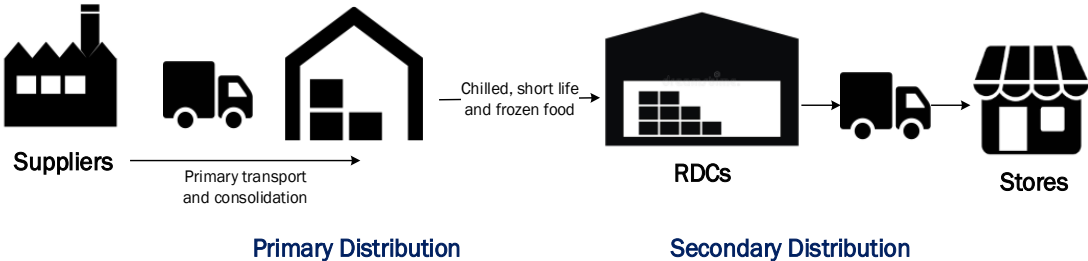 Suppliers
Primary transport
and consolidation
Chilled, short life
and frozen food
RDCs
Stores
Primary Distribution
Secondary Distribution